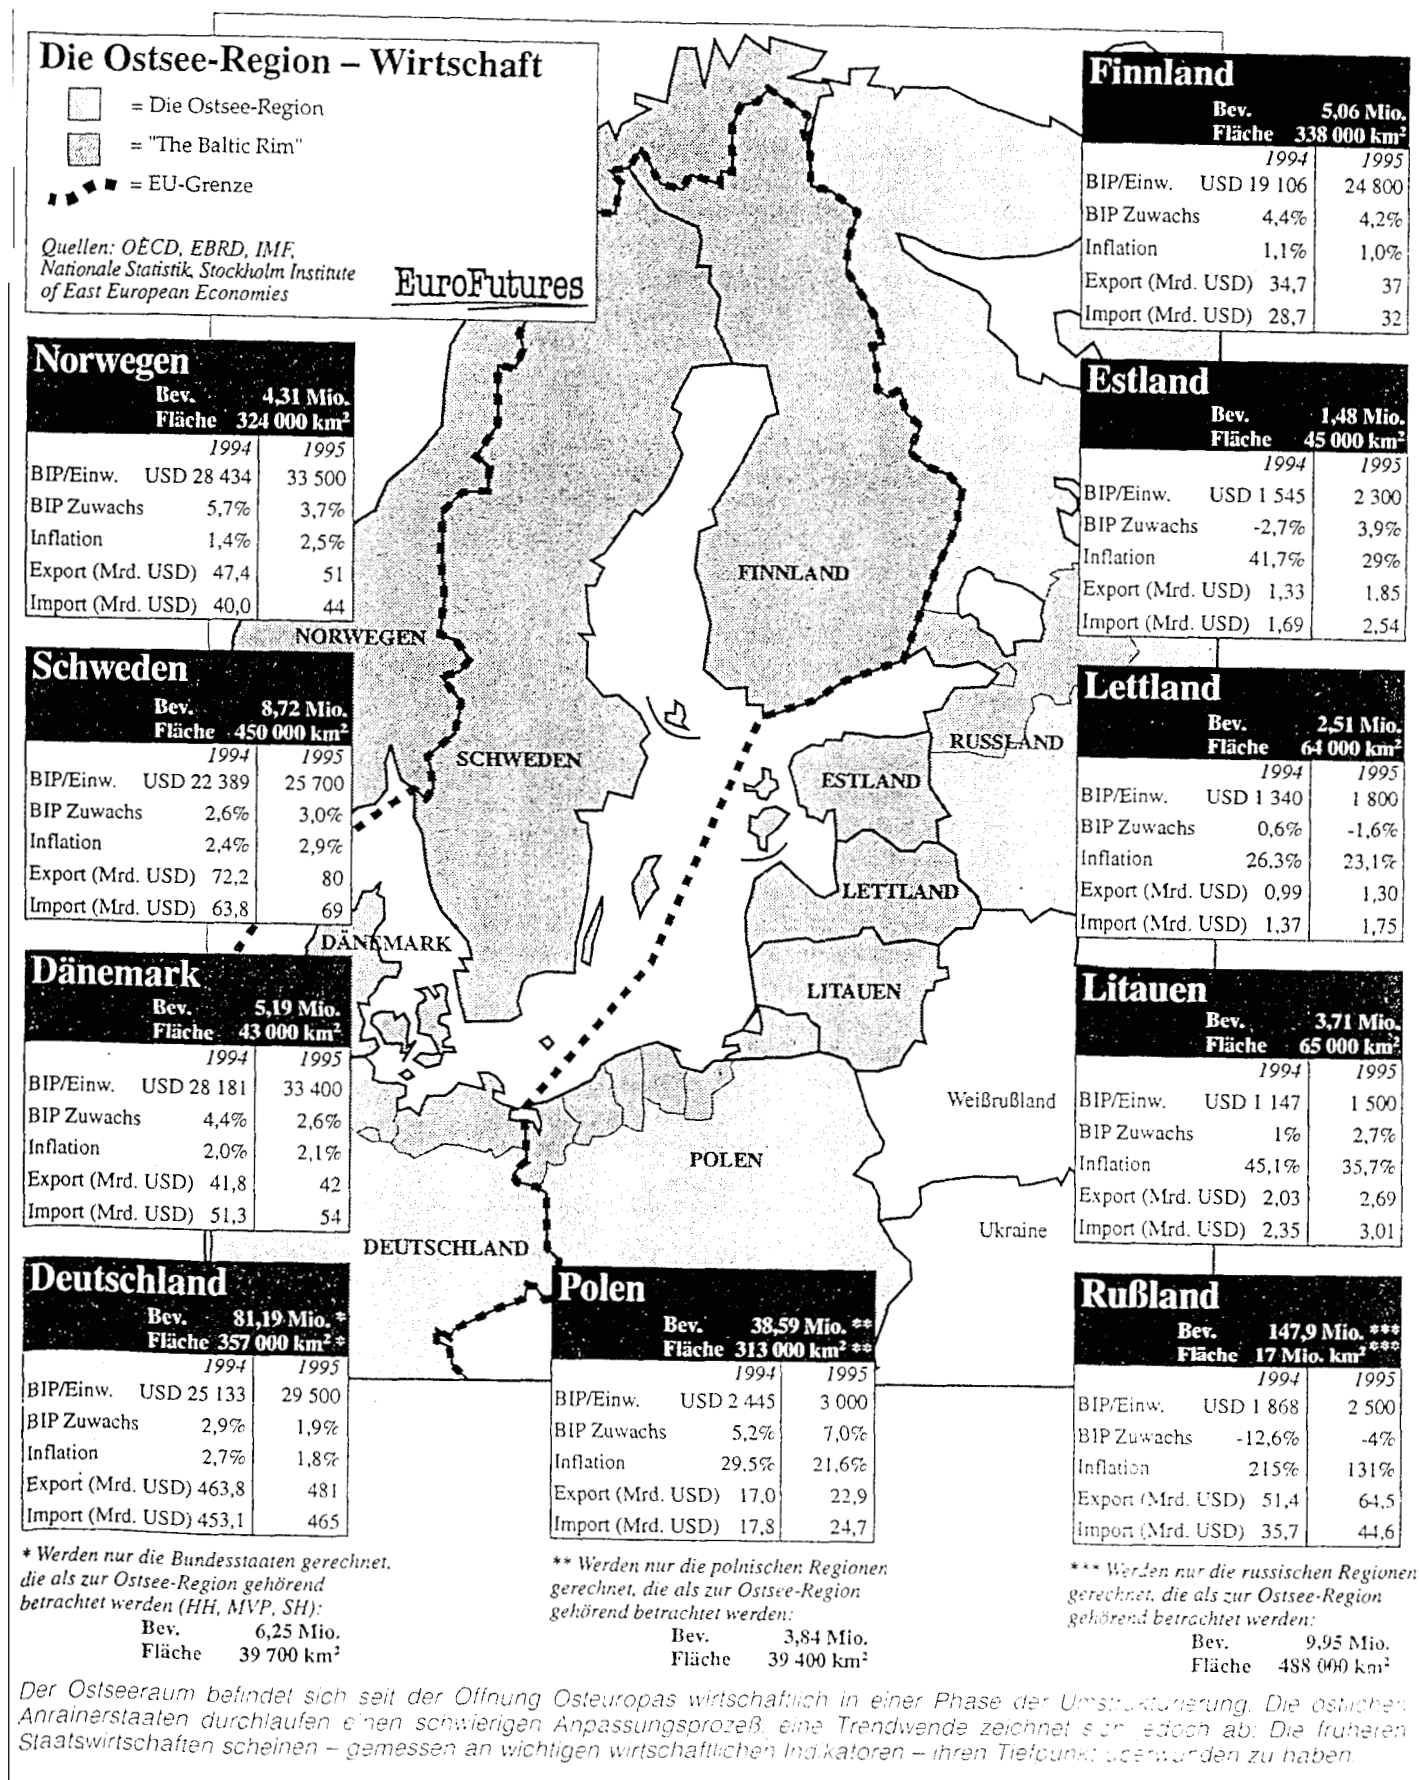 Die Ostsee-Region – Wirtschaft
= Die Ostsee-Region
= "The Baltic Rim"
= EU-Grenze
Quellen: OECD, EBRD, IMF,
Nationale Statistik, Stockholm Institute
of East European Economies
EuroFutures
Norwegen
Bev. 4,31 Mio.
Fläche 324 000 km²
1994 1995
BIP/Einw. USD 28 434 33 500
BIP Zuwachs 5,7% 3,7%
Inflation 1,4% 2,5%
Export (Mrd. USD) 47,4 51
Import (Mrd. USD) 40,0 44
Schweden
Bev. 8,72 Mio.
Fläche 450 000 km²
1994 1995
BIP/Einw. USD 22 389 25 700
BIP Zuwachs 2,6% 3,0%
Inflation 2,4% 2,9%
Export (Mrd. USD) 72,2 80
Import (Mrd. USD) 63,8 69
Dänemark
Bev. 5,19 Mio.
Fläche 43 000 km²
1994 1995
BIP/Einw. USD 28 181 33 400
BIP Zuwachs 4,4% 2,6%
Inflation 2,0% 2,1%
Export (Mrd. USD) 41,8 42
Import (Mrd. USD) 51,3 54
Deutschland
Bev. 81,19 Mio. *
Fläche 357 000 km² *
1994 1995
BIP/Einw. USD 25 133 29 500
BIP Zuwachs 2,9% 1,9%
Inflation 2,7% 1,8%
Export (Mrd. USD) 463,8 481
Import (Mrd. USD) 453,1 465
* Werden nur die Bundesstaaten gerechnet,
die als zur Ostsee-Region gehörend
betrachtet werden (HH, MVP, SH):
Bev. 6,25 Mio.
Fläche 39 700 km²
NORWEGEN
SCHWEDEN
FINNLAND
DÄNEMARK
RUSSLAND
ESTLAND
LETTLAND
LITAUEN
Weißrußland
POLEN
Ukraine
DEUTSCHLAND
Polen
Bev. 38,59 Mio. **
Fläche 313 000 km² **
1994 1995
BIP/Einw. USD 2 445 3 000
BIP Zuwachs 5,2% 7,0%
Inflation 29,5% 21,6%
Export (Mrd. USD) 17,0 22,9
Import (Mrd. USD) 17,8 24,7
** Werden nur die polnischen Regionen
gerechnet, die als zur Ostsee-Region
gehörend betrachtet werden:
Bev. 3,84 Mio.
Fläche 39 400 km²
Finnland
Bev. 5,06 Mio.
Fläche 338 000 km²
1994 1995
BIP/Einw. USD 19 106 24 800
BIP Zuwachs 4,4% 4,2%
Inflation 1,1% 1,0%
Export (Mrd. USD) 34,7 37
Import (Mrd. USD) 28,7 32
Estland
Bev. 1,48 Mio.
Fläche 45 000 km²
1994 1995
BIP/Einw. USD 1 545 2 300
BIP Zuwachs -2,7% 3,9%
Inflation 41,7% 29%
Export (Mrd. USD) 1,33 1,85
Import (Mrd. USD) 1,69 2,54
Lettland
Bev. 2,51 Mio.
Fläche 64 000 km²
1994 1995
BIP/Einw. USD 1 340 1 800
BIP Zuwachs 0,6% -1,6%
Inflation 26,3% 23,1%
Export (Mrd. USD) 0,99 1,30
Import (Mrd. USD) 1,37 1,75
Litauen
Bev. 3,71 Mio.
Fläche 65 000 km²
1994 1995
BIP/Einw. USD 1 147 1 500
BIP Zuwachs 1% 2,7%
Inflation 45,1% 35,7%
Export (Mrd. USD) 2,03 2,69
Import (Mrd. USD) 2,35 3,01
Rußland
Bev. 147,9 Mio. ***
Fläche 17 Mio. km² ***
1994 1995
BIP/Einw. USD 1 868 2 500
BIP Zuwachs -12,6% -4%
Inflation 215% 131%
Export (Mrd. USD) 51,4 64,5
Import (Mrd. USD) 35,7 44,6
*** Werden nur die russischen Regionen
gerechnet, die als zur Ostsee-Region
gehörend betrachtet werden:
Bev. 9,95 Mio.
Fläche 488 000 km²
Der Ostseeraum befindet sich seit der Öffnung Osteuropas wirtschaftlich in einer Phase der Umstrukturierung. Die östlichen
Anrainerstaaten durchlaufen einen schwierigen Anpassungsprozeß, eine Trendwende zeichnet sich jedoch ab: Die früheren
Staatswirtschaften scheinen – gemessen an wichtigen wirtschaftlichen Indikatoren – ihren Tiefpunkt überwunden zu haben.